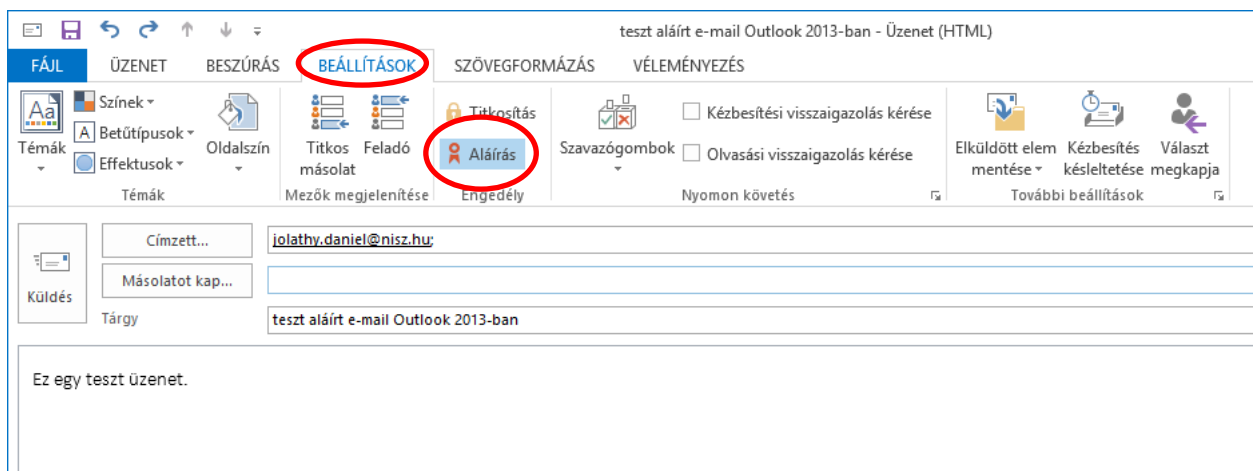 teszt aláírt e-mail Outlook 2013-ban - Üzenet (HTML)
FÁJL ÜZENET BESZÚRÁS BEÁLLÍTÁSOK SZÖVEGFORMÁZÁS VÉLEMÉNYEZÉS
Témák
Színek
Betűtípusok
Effektusok
Oldalszín
Témák
Titkos másolat
Feladó
Mezők megjelenítése
Titkosítás
Aláírás
Engedély
Szavazógombok
Kézbesítési visszaigazolás kérése
Olvasási visszaigazolás kérése
Nyomon követés
Elküldött elem
mentése
Kézbesítés
késleltetése
Választ
megkapja
További beállítások
Küldés
Címzett... jolathy.daniel@nisz.hu;
Másolatot kap...
Tárgy teszt aláírt e-mail Outlook 2013-ban
Ez egy teszt üzenet.